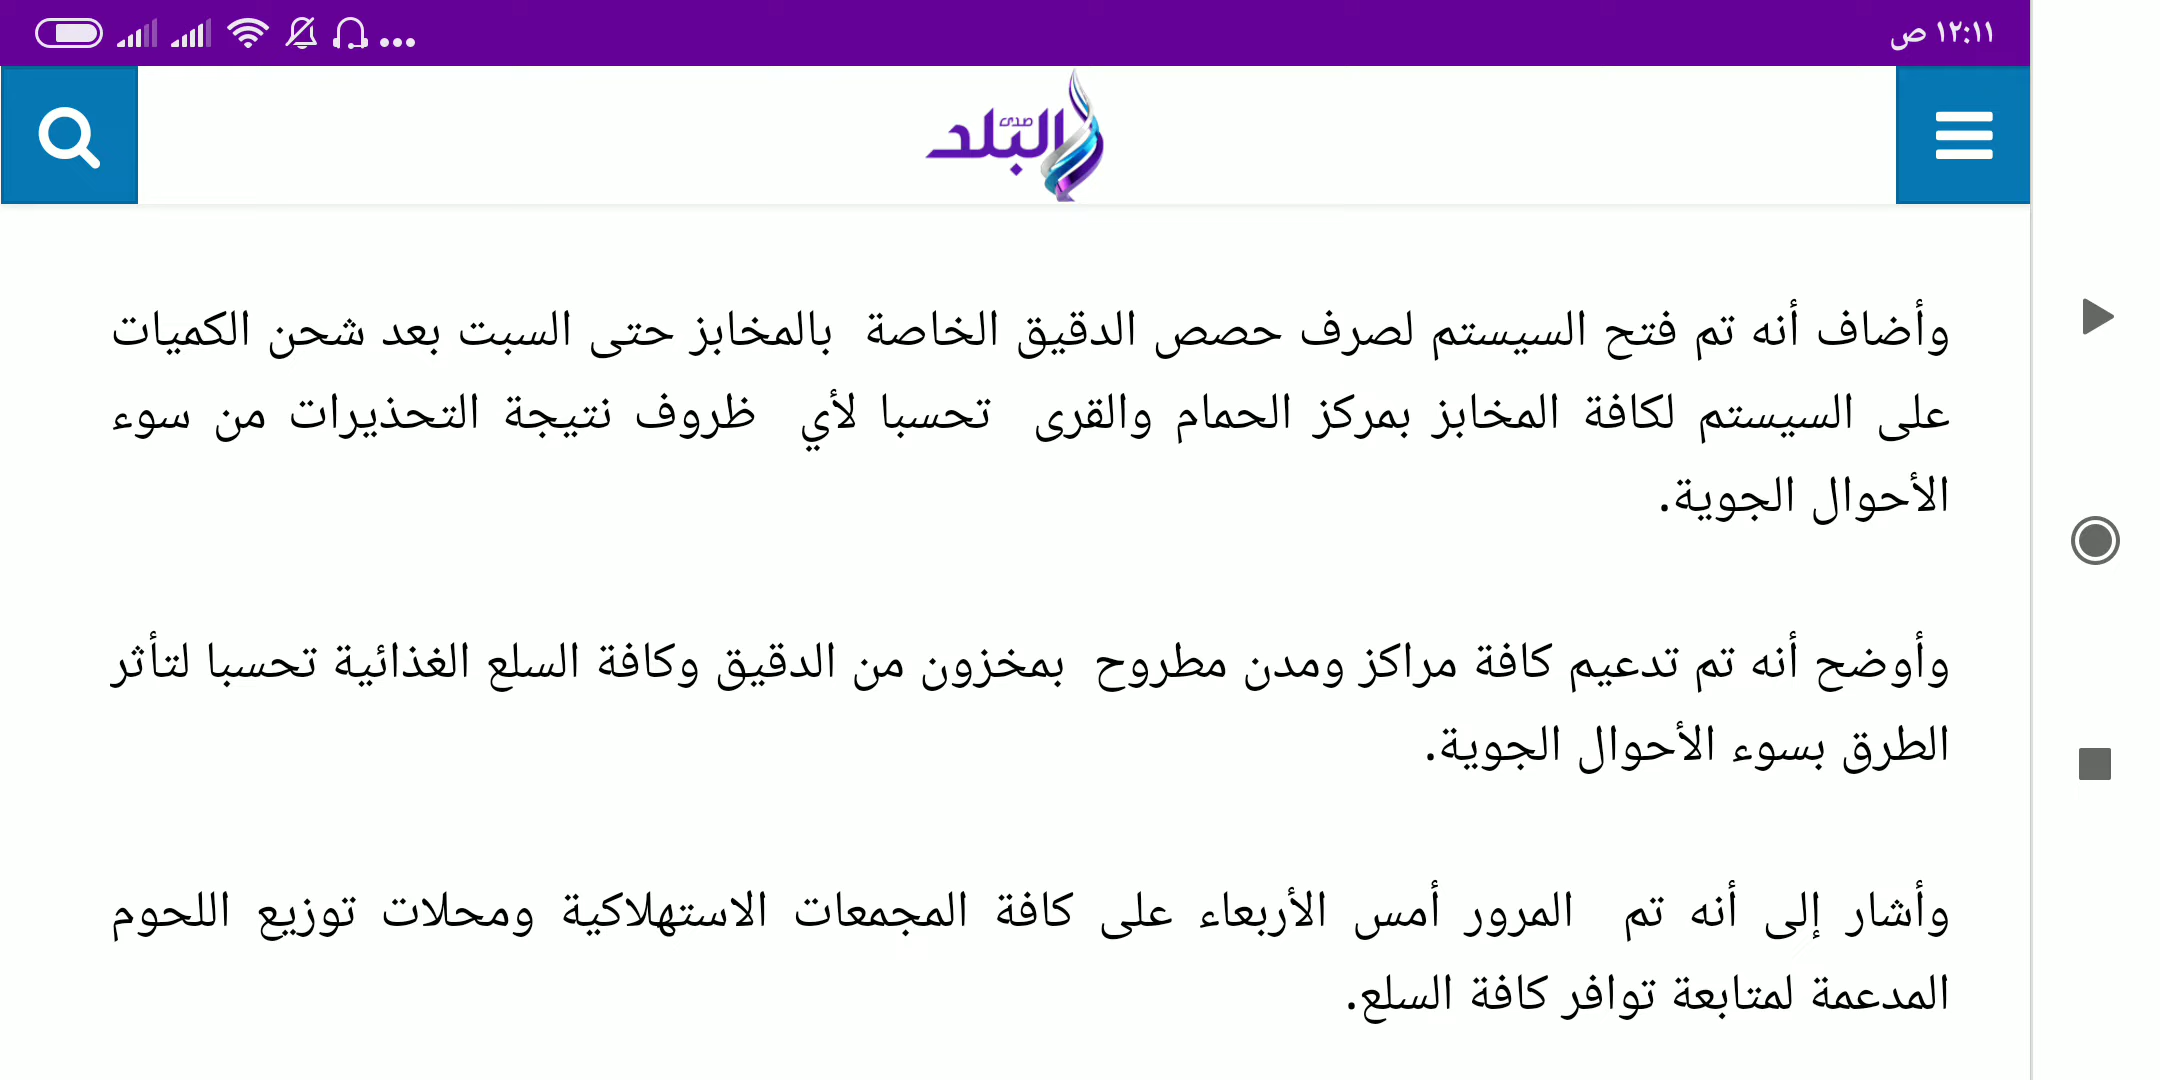 ١٢:١١ ص
صدى البلد
وأضاف أنه تم فتح السيستم لصرف حصص الدقيق الخاصة بالمخابز حتى السبت بعد شحن الكميات
على السيستم لكافة المخابز بمركز الحمام والقرى تحسبا لأي ظروف نتيجة التحذيرات من سوء
الأحوال الجوية.
وأوضح أنه تم تدعيم كافة مراكز ومدن مطروح بمخزون من الدقيق وكافة السلع الغذائية تحسبا لتأثر
الطرق بسوء الأحوال الجوية.
وأشار إلى أنه تم المرور أمس الأربعاء على كافة المجمعات الاستهلاكية ومحلات توزيع اللحوم
المدعمة لمتابعة توافر كافة السلع.